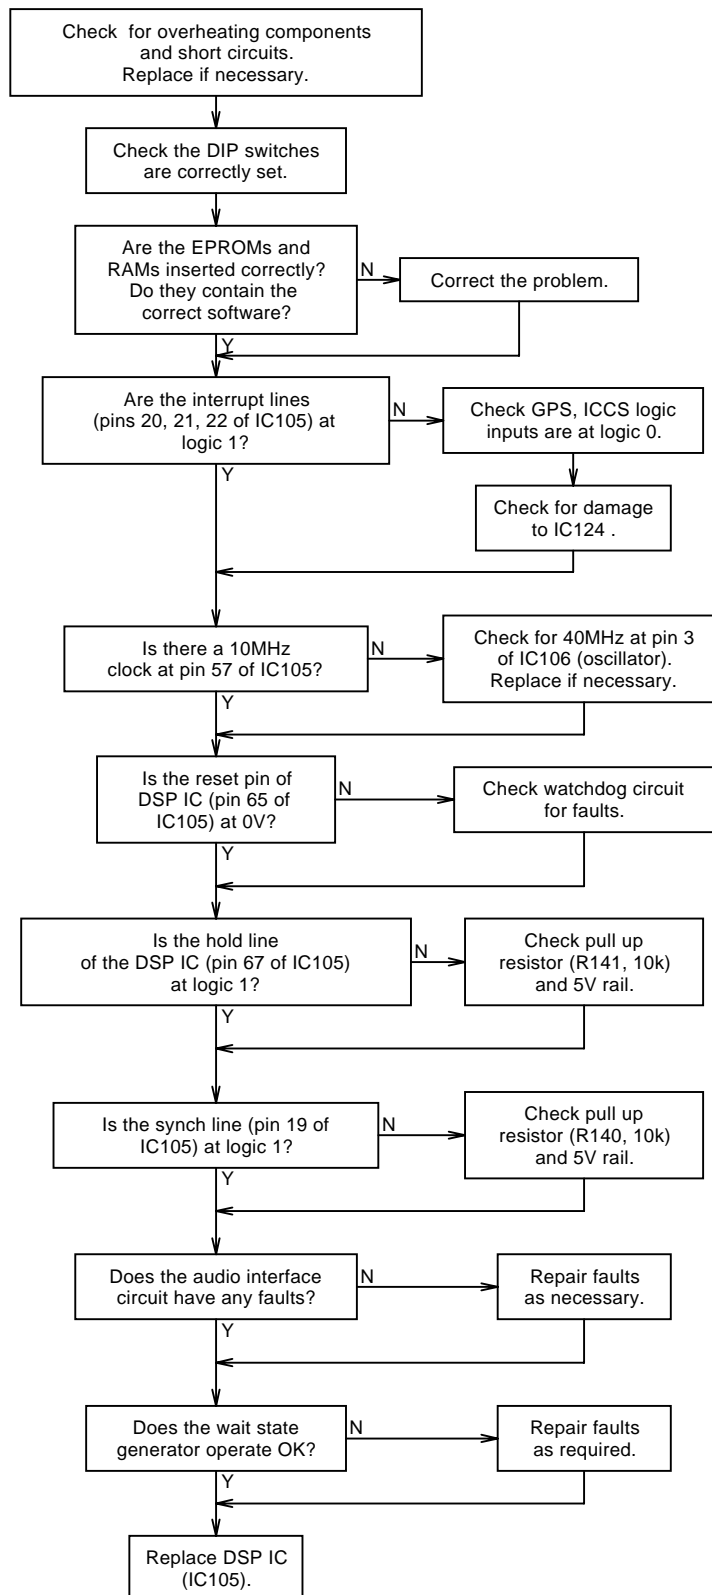 Check for overheating components
and short circuits.
Replace if necessary.
Check the DIP switches
are correctly set.
Are the EPROMs and
RAMs inserted correctly?
Do they contain the
correct software?
N
Correct the problem.
Y
Are the interrupt lines
(pins 20, 21, 22 of IC105) at
logic 1?
N
Check GPS, ICCS logic
inputs are at logic 0.
Y
Check for damage
to IC124 .
Is there a 10MHz
clock at pin 57 of IC105?
N
Check for 40MHz at pin 3
of IC106 (oscillator).
Replace if necessary.
Y
Is the reset pin of
DSP IC (pin 65 of
IC105) at 0V?
N
Check watchdog circuit
for faults.
Y
Is the hold line
of the DSP IC (pin 67 of IC105)
at logic 1?
N
Check pull up
resistor (R141, 10k)
and 5V rail.
Y
Is the synch line (pin 19 of
IC105) at logic 1?
N
Check pull up
resistor (R140, 10k)
and 5V rail.
Y
Does the audio interface
circuit have any faults?
N
Repair faults
as necessary.
Y
Does the wait state
generator operate OK?
N
Repair faults
as required.
Y
Replace DSP IC
(IC105).